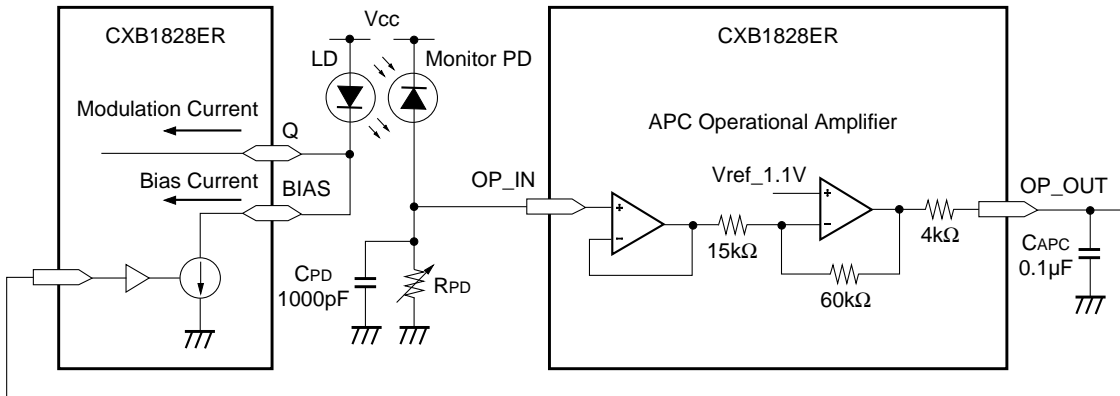 CXB1828ER
Vcc
LD
Monitor PD
Modulation Current
Q
Bias Current
BIAS
CPD
1000pF
RPD
CXB1828ER
APC Operational Amplifier
OP_IN
Vref_1.1V
OP_OUT
+
–
+
–
15kΩ
60kΩ
4kΩ
CAPC
0.1µF